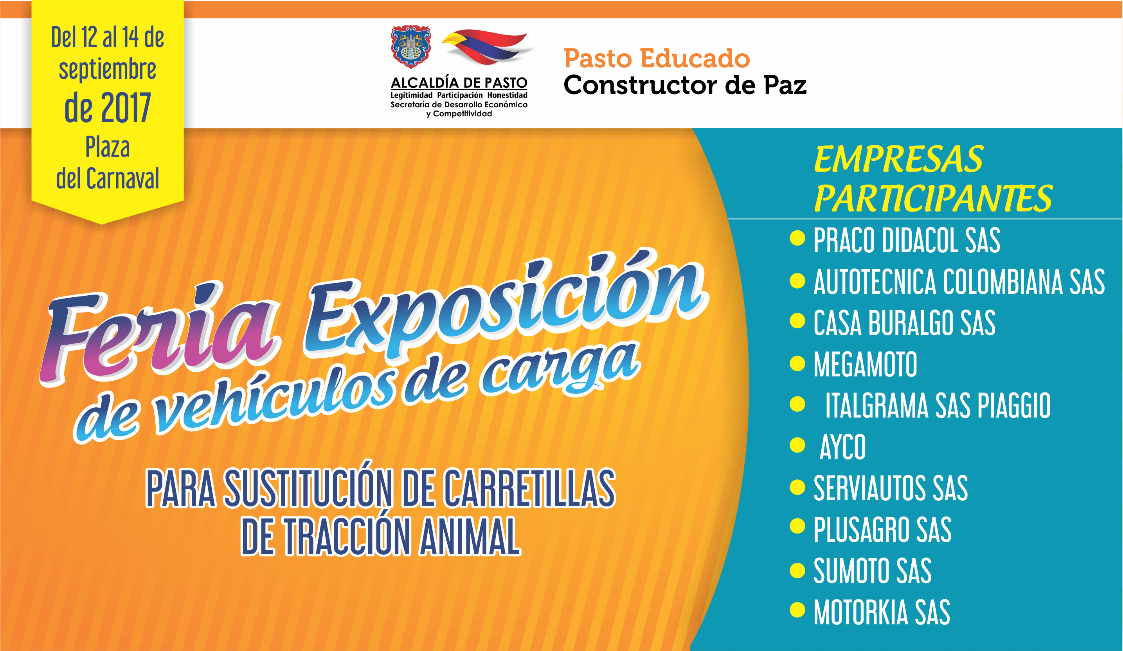 Del 12 al 14 de
septiembre
de 2017
Plaza
del Carnaval
ALCALDÍA DE PASTO
Legitimidad Participación Honestidad
Secretaria de Desarrollo Económico
y Competitividad
Pasto Educado
Constructor de Paz
Feria Exposición
de vehículos de carga
PARA SUSTITUCIÓN DE CARRETILLAS
DE TRACCIÓN ANIMAL
EMPRESAS
PARTICIPANTES
PRACO DIDACOL SAS
AUTOTECNICA COLOMBIANA SAS
CASA BURALGO SAS
MEGAMOTO
ITALGRAMA SAS PIAGGIO
AYCO
SERVIAUTOS SAS
PLUSAGRO SAS
SUMOTO SAS
MOTORKIA SAS